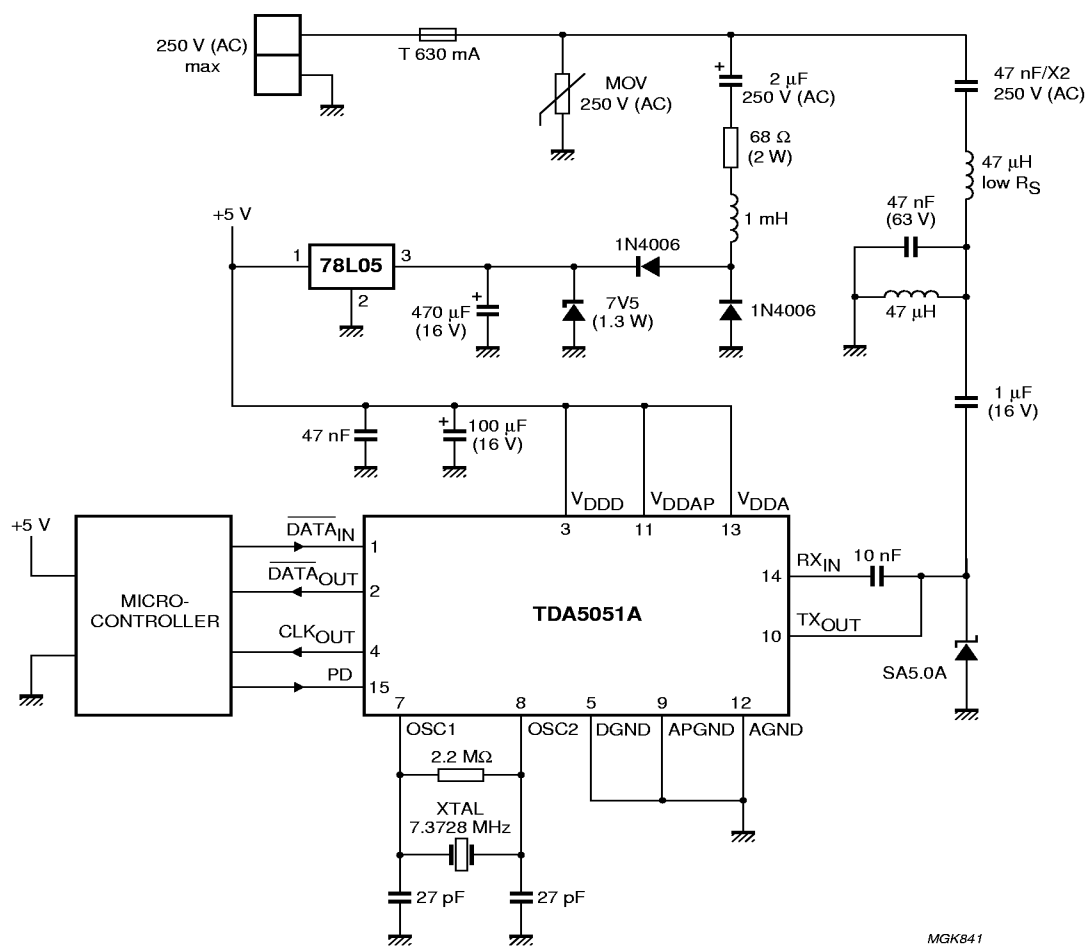 250 V (AC)
max
T 630 mA
MOV
250 V (AC)
+
2 μF
250 V (AC)
47 nF/X2
250 V (AC)
68 Ω
(2 W)
47 μH
low RS
1 mH
47 nF
(63 V)
47 μH
+5 V
1
78L05
3
2
1N4006
+
470 μF
(16 V)
7V5
(1.3 W)
1N4006
1 μF
(16 V)
47 nF
+
100 μF
(16 V)
VDDD
VDDAP
VDDA
3
11
13
+5 V
MICRO-
CONTROLLER
DATAIN
1
DATAOUT
2
CLKOUT
4
PD
15
TDA5051A
14
RXIN
10 nF
10
TXOUT
SA5.0A
7
8
5
9
12
OSC1
OSC2
DGND
APGND
AGND
2.2 MΩ
XTAL
7.3728 MHz
27 pF
27 pF
MGK841